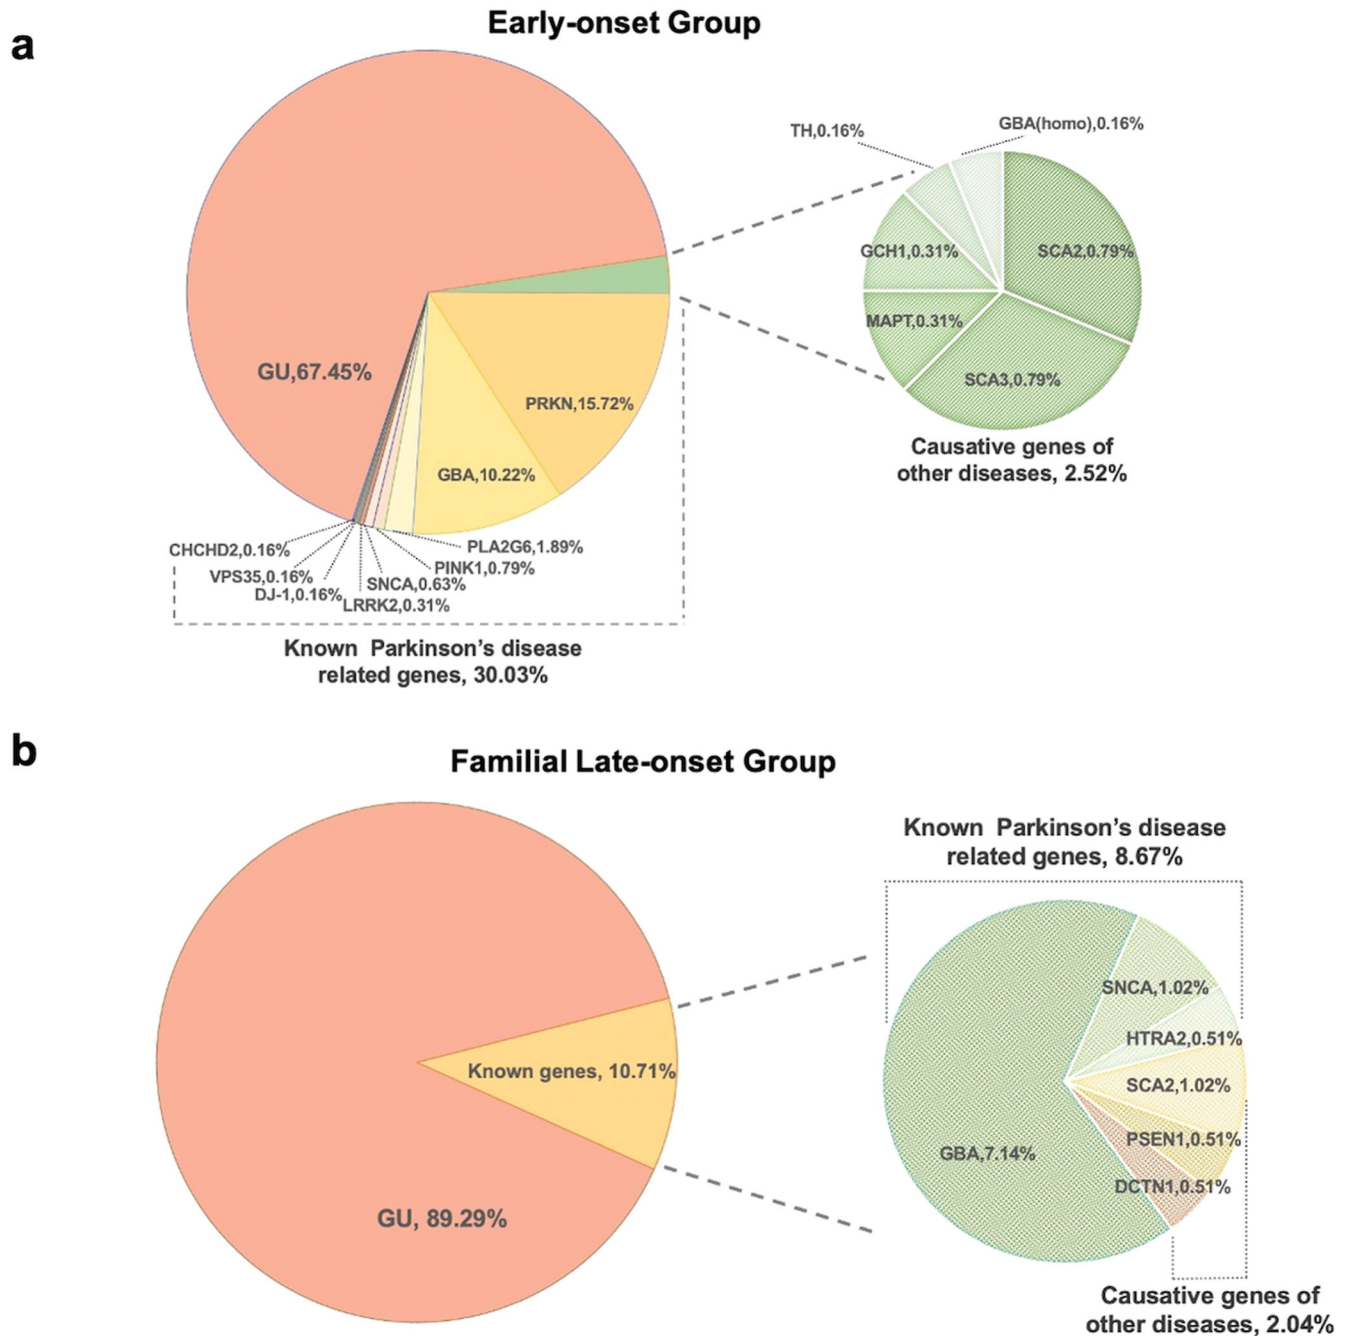 a
Early-onset Group
TH,0.16%
GBA(homo),0.16%
GCH1,0.31%
SCA2,0.79%
MAPT,0.31%
SCA3,0.79%
GU,67.45%
PRKN,15.72%
GBA,10.22%
Causative genes of
other diseases, 2.52%
CHCHD2,0.16%
VPS35,0.16%
DJ-1,0.16%
LRRK2,0.31%
SNCA,0.63%
PINK1,0.79%
PLA2G6,1.89%
Known Parkinson’s disease
related genes, 30.03%
b
Familial Late-onset Group
Known Parkinson’s disease
related genes, 8.67%
SNCA,1.02%
HTRA2,0.51%
Known genes, 10.71%
SCA2,1.02%
PSEN1,0.51%
GBA,7.14%
DCTN1,0.51%
GU, 89.29%
Causative genes of
other diseases, 2.04%